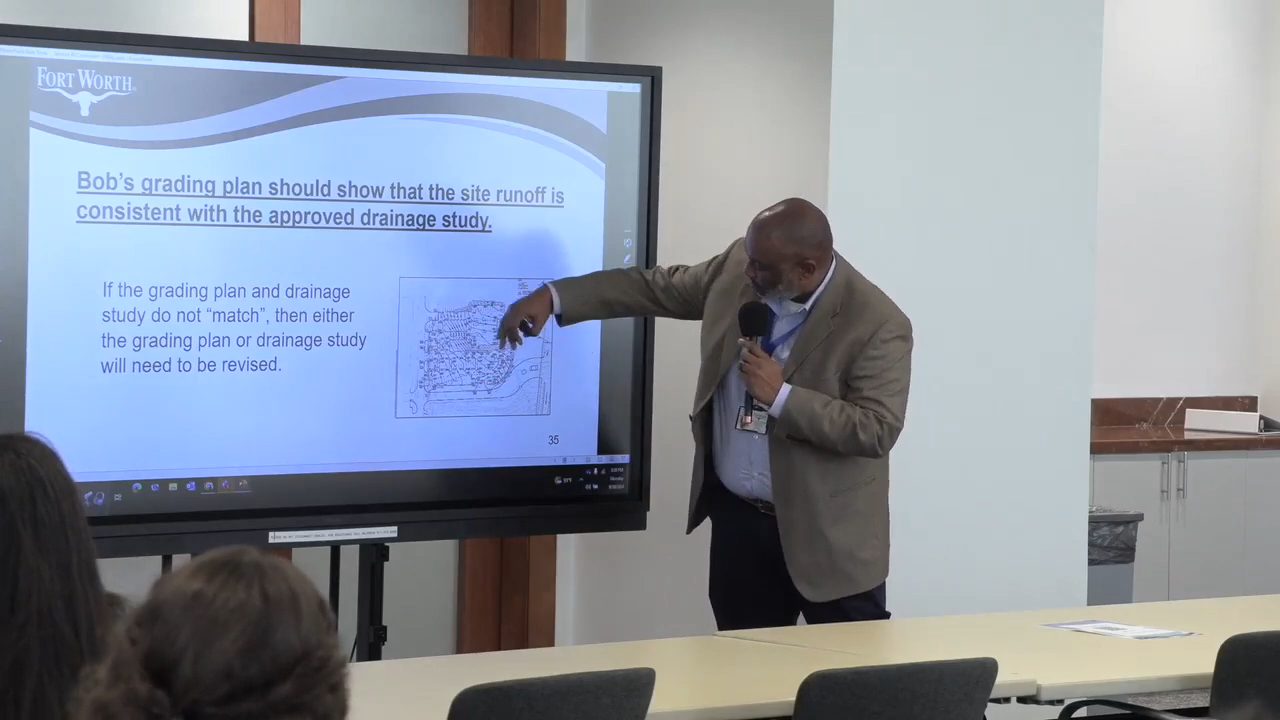 FORT WORTH
Bob's grading plan should show that the site runoff is
consistent with the approved drainage study.
If the grading plan and drainage
study do not “match”, then either
the grading plan or drainage study
will need to be revised.
35